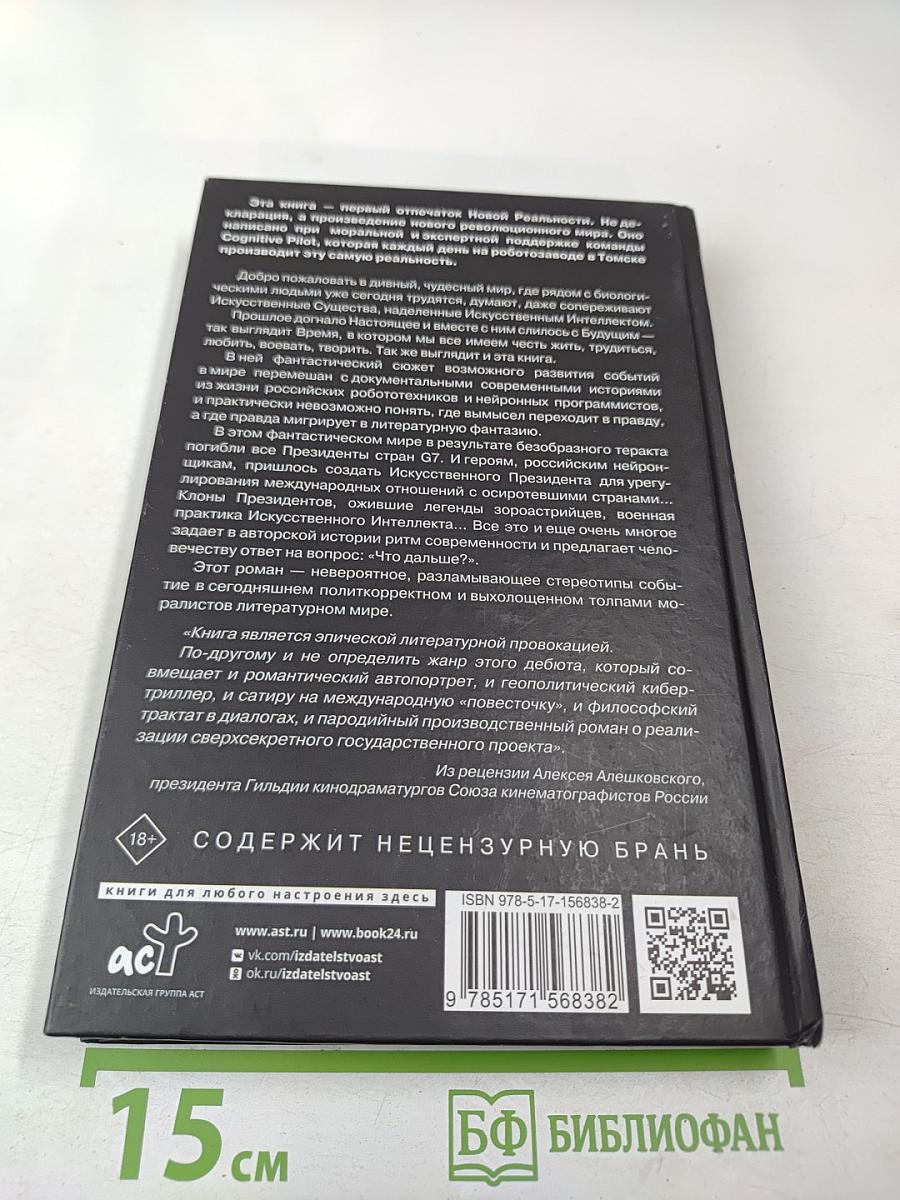 Эта книга — первый отпечаток Новой Реальности. Не де-
кларация, а произведение нового революционного мира. Оно
написано при моральной и экспертной поддержке команды
Cognitive Pilot, которая каждый день на роботозаводе в Томске
производит эту самую реальность.
Добро пожаловать в дивный, чудесный мир, где рядом с биологи-
ческими людьми уже сегодня трудятся, думают, даже сопереживают
Искусственные Существа, наделенные Искусственным Интеллектом.
Прошлое догнало Настоящее и вместе с ним слилось с Будущим —
так выглядит Время, в котором мы все имеем честь жить, трудиться,
любить, воевать, творить. Так же выглядит и эта книга.
В ней фантастический сюжет возможного развития событий
в мире перемешан с документальными современными историями
из жизни российских робототехников и нейронных программистов,
и практически невозможно понять, где вымысел переходит в правду,
а где правда мигрирует в литературную фантазию.
В этом фантастическом мире в результате безобразного теракта
погибли все Президенты стран G7. И героям, российским нейрон-
щикам, пришлось создать Искусственного Президента для урегу-
лирования международных отношений с осиротевшими странами...
Клоны Президентов, ожившие легенды зороастрийцев, военная
практика Искусственного Интеллекта... Все это и еще очень многое
задает в авторской истории ритм современности и предлагает чело-
вечеству ответ на вопрос: «Что дальше?».
Этот роман — невероятное, разламывающее стереотипы собы-
тие в сегодняшнем политкорректном и выхолощенном толпами мо-
ралистов литературном мире.
«Книга является эпической литературной провокацией.
По-другому и не определить жанр этого дебюта, который со-
вмещает и романтический автопортрет, и геополитический кибер-
триллер, и сатиру на международную «повесточку», и философский
трактат в диалогах, и пародийный производственный роман о реали-
зации сверхсекретного государственного проекта».
Из рецензии Алексея Алешковского,
президента Гильдии кинодраматургов Союза кинематографистов России
18+ СОДЕРЖИТ НЕЦЕНЗУРНУЮ БРАНЬ
книги для любого настроения здесь
аст
ИЗДАТЕЛЬСКАЯ ГРУППА АСТ
www.ast.ru | www.book24.ru
vk.com/izdatelstvoast
ok.ru/izdatelstvoast
ISBN 978-5-17-156838-2
9 785171 568382
15 см
БФ БИБЛИОФАН